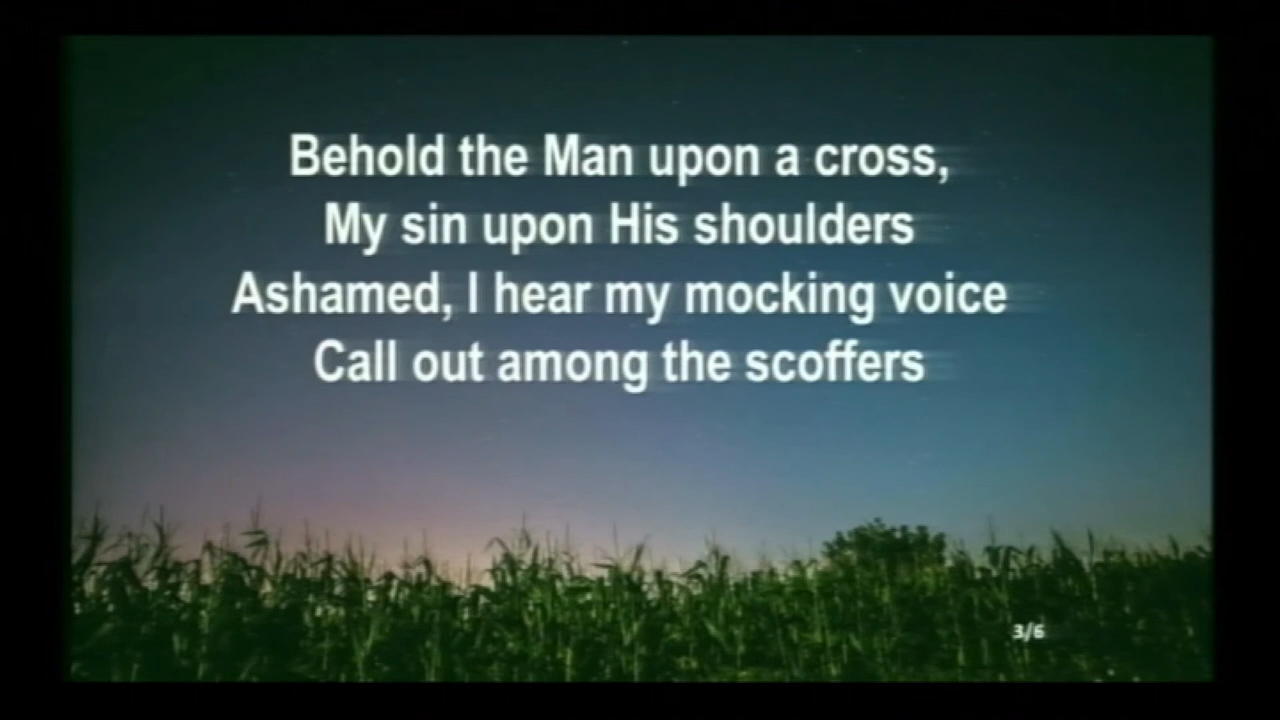 Behold the Man upon a cross,
My sin upon His shoulders
Ashamed, I hear my mocking voice
Call out among the scoffers
3/6